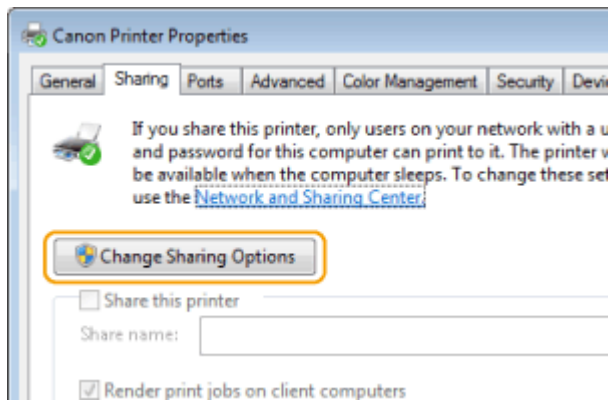 Canon Printer Properties
General Sharing Ports Advanced Color Management Security
If you share this printer, only users on your network with a
and password for this computer can print to it. The printer
be available when the computer sleeps. To change these
use the Network and Sharing Center.
Change Sharing Options
Share this printer
Share name:
Render print jobs on client computers